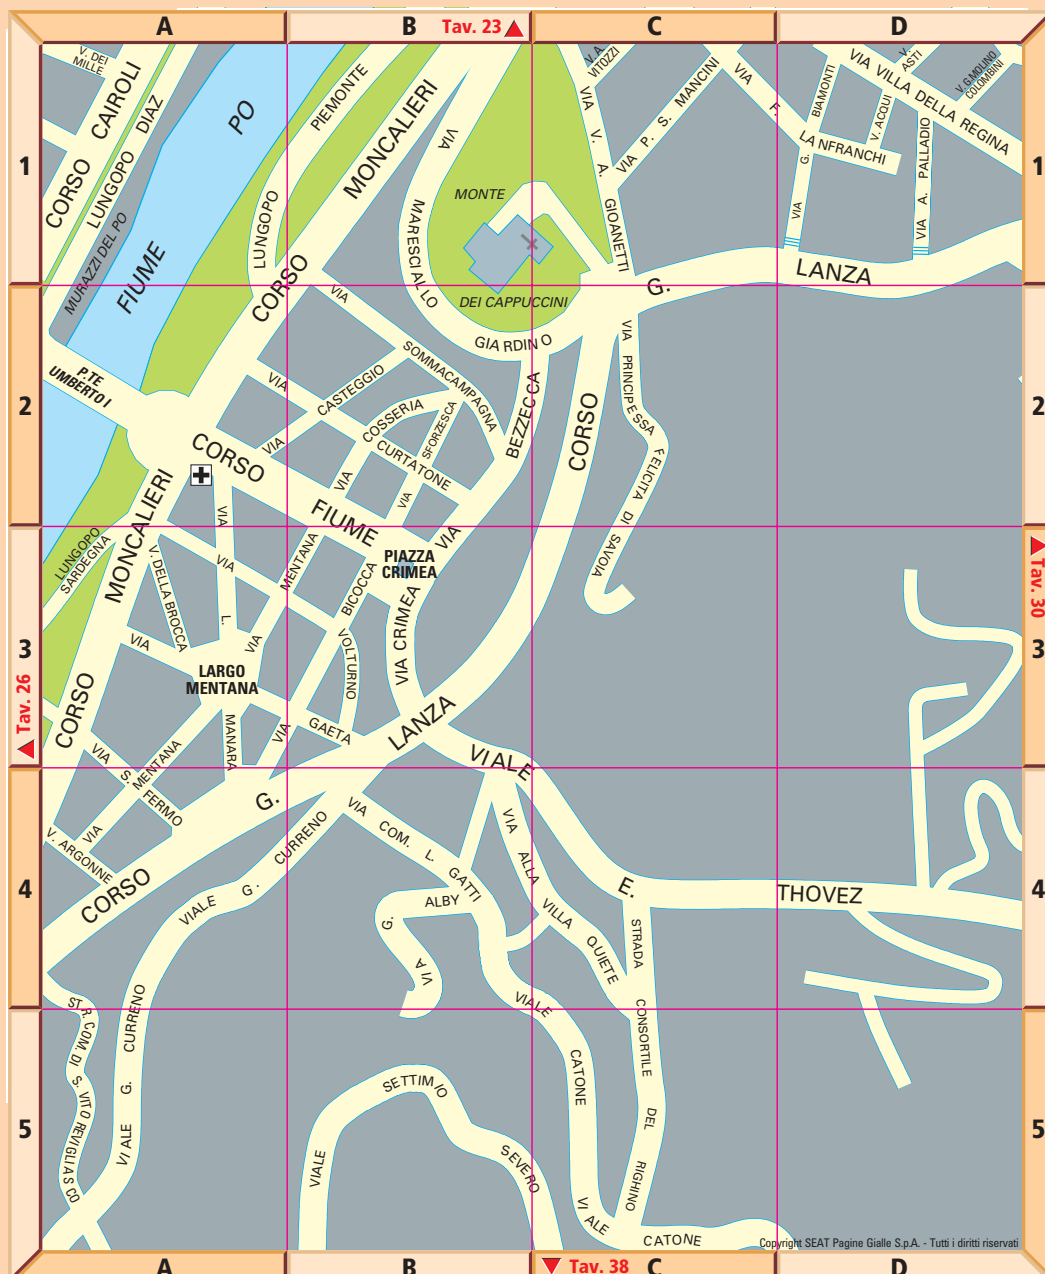 A
B
Tav. 23
C
D
1
V. DEI MILLE
CORSO CAIROLI
LUNGOPO DIAZ
MURAZZI DEL PO
FIUME PO
LUNGOPO PIEMONTE
CORSO MONCALIERI
VIA MARESCIALLO GIARDINO
MONTE
DEI CAPPUCCINI
V. A. VITOZZI
VIA V. A. GIOANETTI
VIA P. S. MANCINI
VIA F. LANFRANCHI
VIA G. BIAMONTI
V. ACQUI
V. ASTI
V. G. MOLINO COLOMBINI
VIA VILLA DELLA REGINA
VIA A. PALLADIO
1
G. LANZA
2
P.TE UMBERTO I
VIA SOMMACAMPAGNA
VIA CASTEGGIO
VIA CURTATONE
VIA COSSERIA
VIA SFORZESCA
VIA BEZZECCA
CORSO FIUME
CORSO
VIA PRINCIPESSA FELICITA DI SAVOIA
2
3
Tav. 26
LUNGOPO SARDEGNA
CORSO MONCALIERI
V. DELLA BROCCA
VIA L. MANARA
VIA VOLTURNO
VIA MENTANA
VIA BICOCCA
PIAZZA CRIMEA
VIA CRIMEA
LARGO MENTANA
VIA GAETA
LANZA
VIALE
Tav. 30
3
4
VIA S. FERMO
VIA MENTANA
V. ARGONNE
CORSO G.
VIALE G. CURRENO
VIA COM. L. GATTI
VIA G. ALBY
VIA ALLA VILLA QUIETE
E. THOVEZ
4
5
STR. COM. DI S. VITO REVIGLIASCO
VIALE G. CURRENO
VIALE SETTIMIO SEVERO
VIALE CATONE
STRADA CONSORTILE DEL RIGHINO
VIALE CATONE
5
Copyright SEAT Pagine Gialle S.p.A. - Tutti i diritti riservati
A
B
Tav. 38
C
D